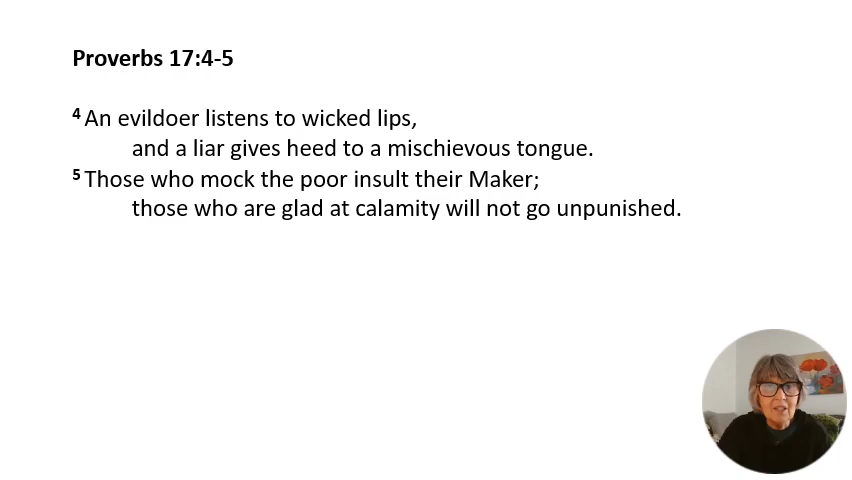 Proverbs 17:4-5
4 An evildoer listens to wicked lips,
and a liar gives heed to a mischievous tongue.
5 Those who mock the poor insult their Maker;
those who are glad at calamity will not go unpunished.